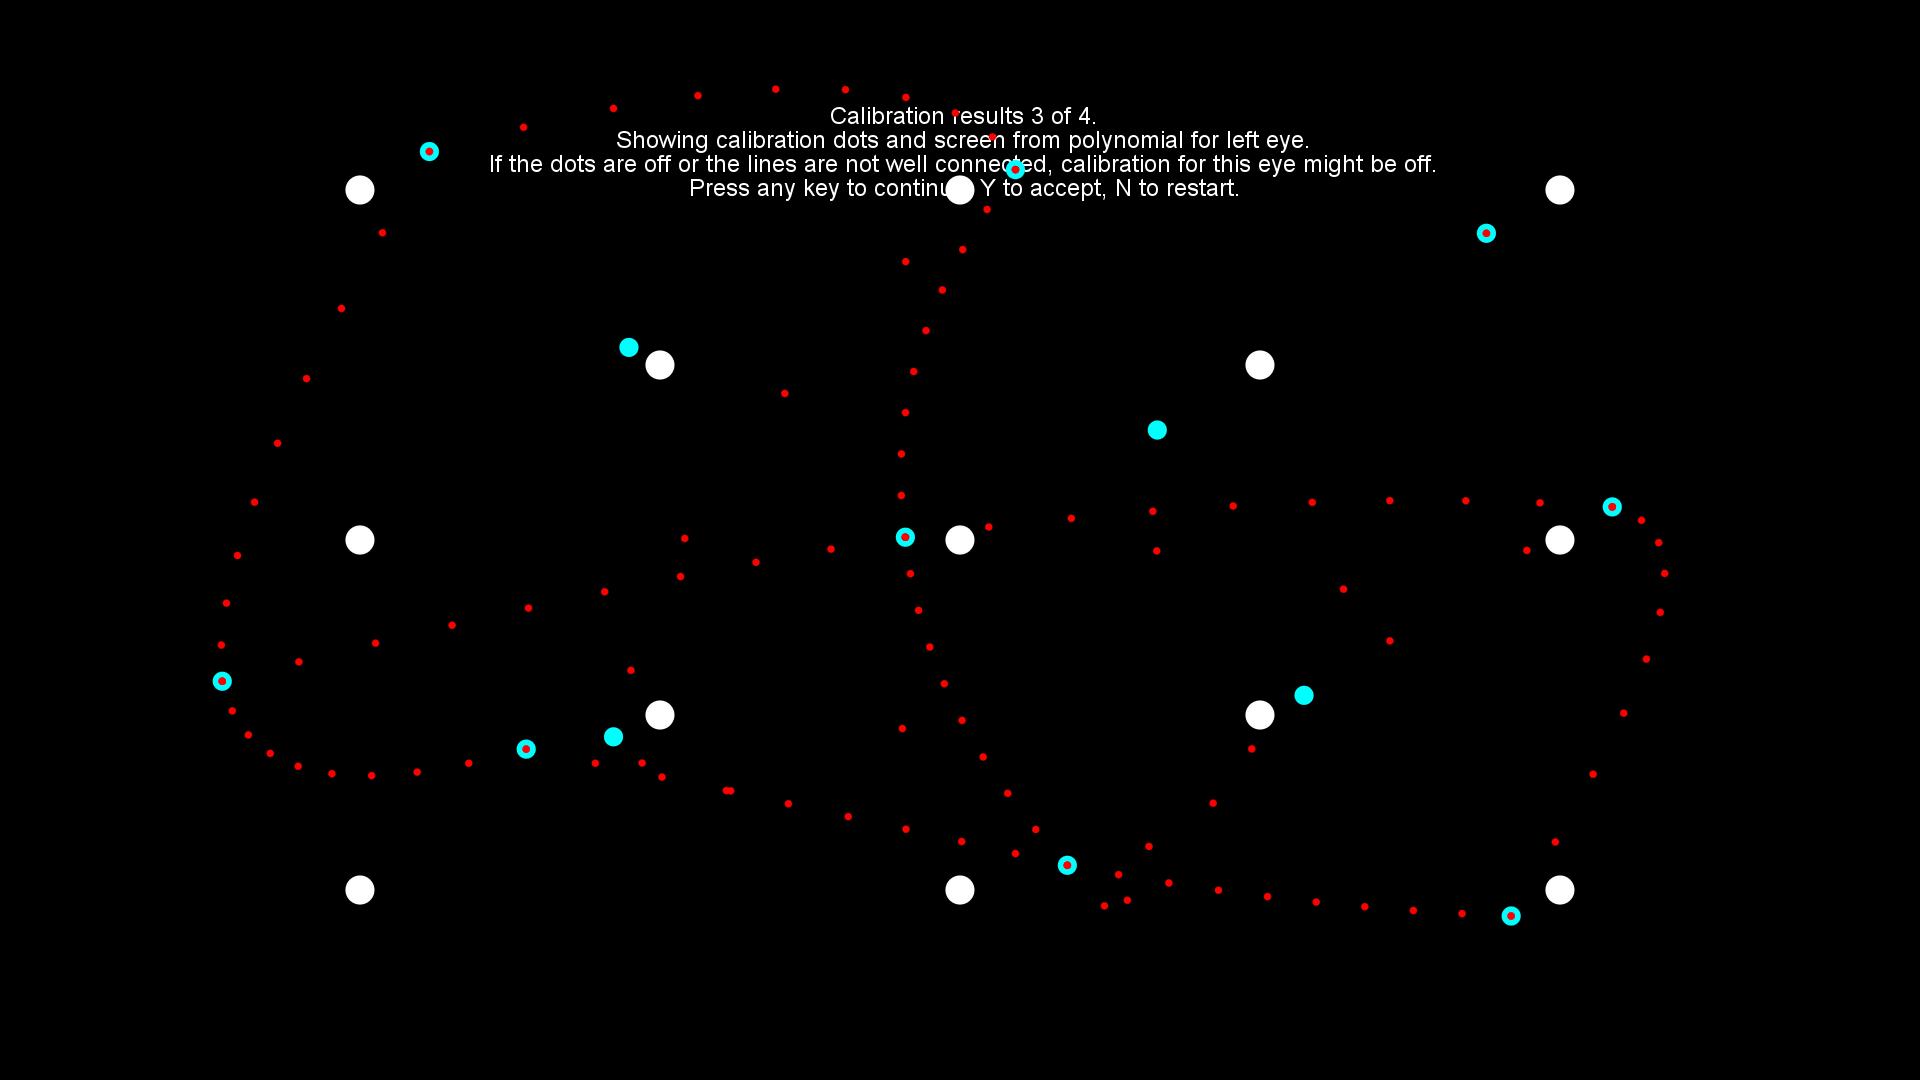 Calibration results 3 of 4.
Showing calibration dots and screen from polynomial for left eye.
If the dots are off or the lines are not well connected, calibration for this eye might be off.
Press any key to continue, Y to accept, N to restart.